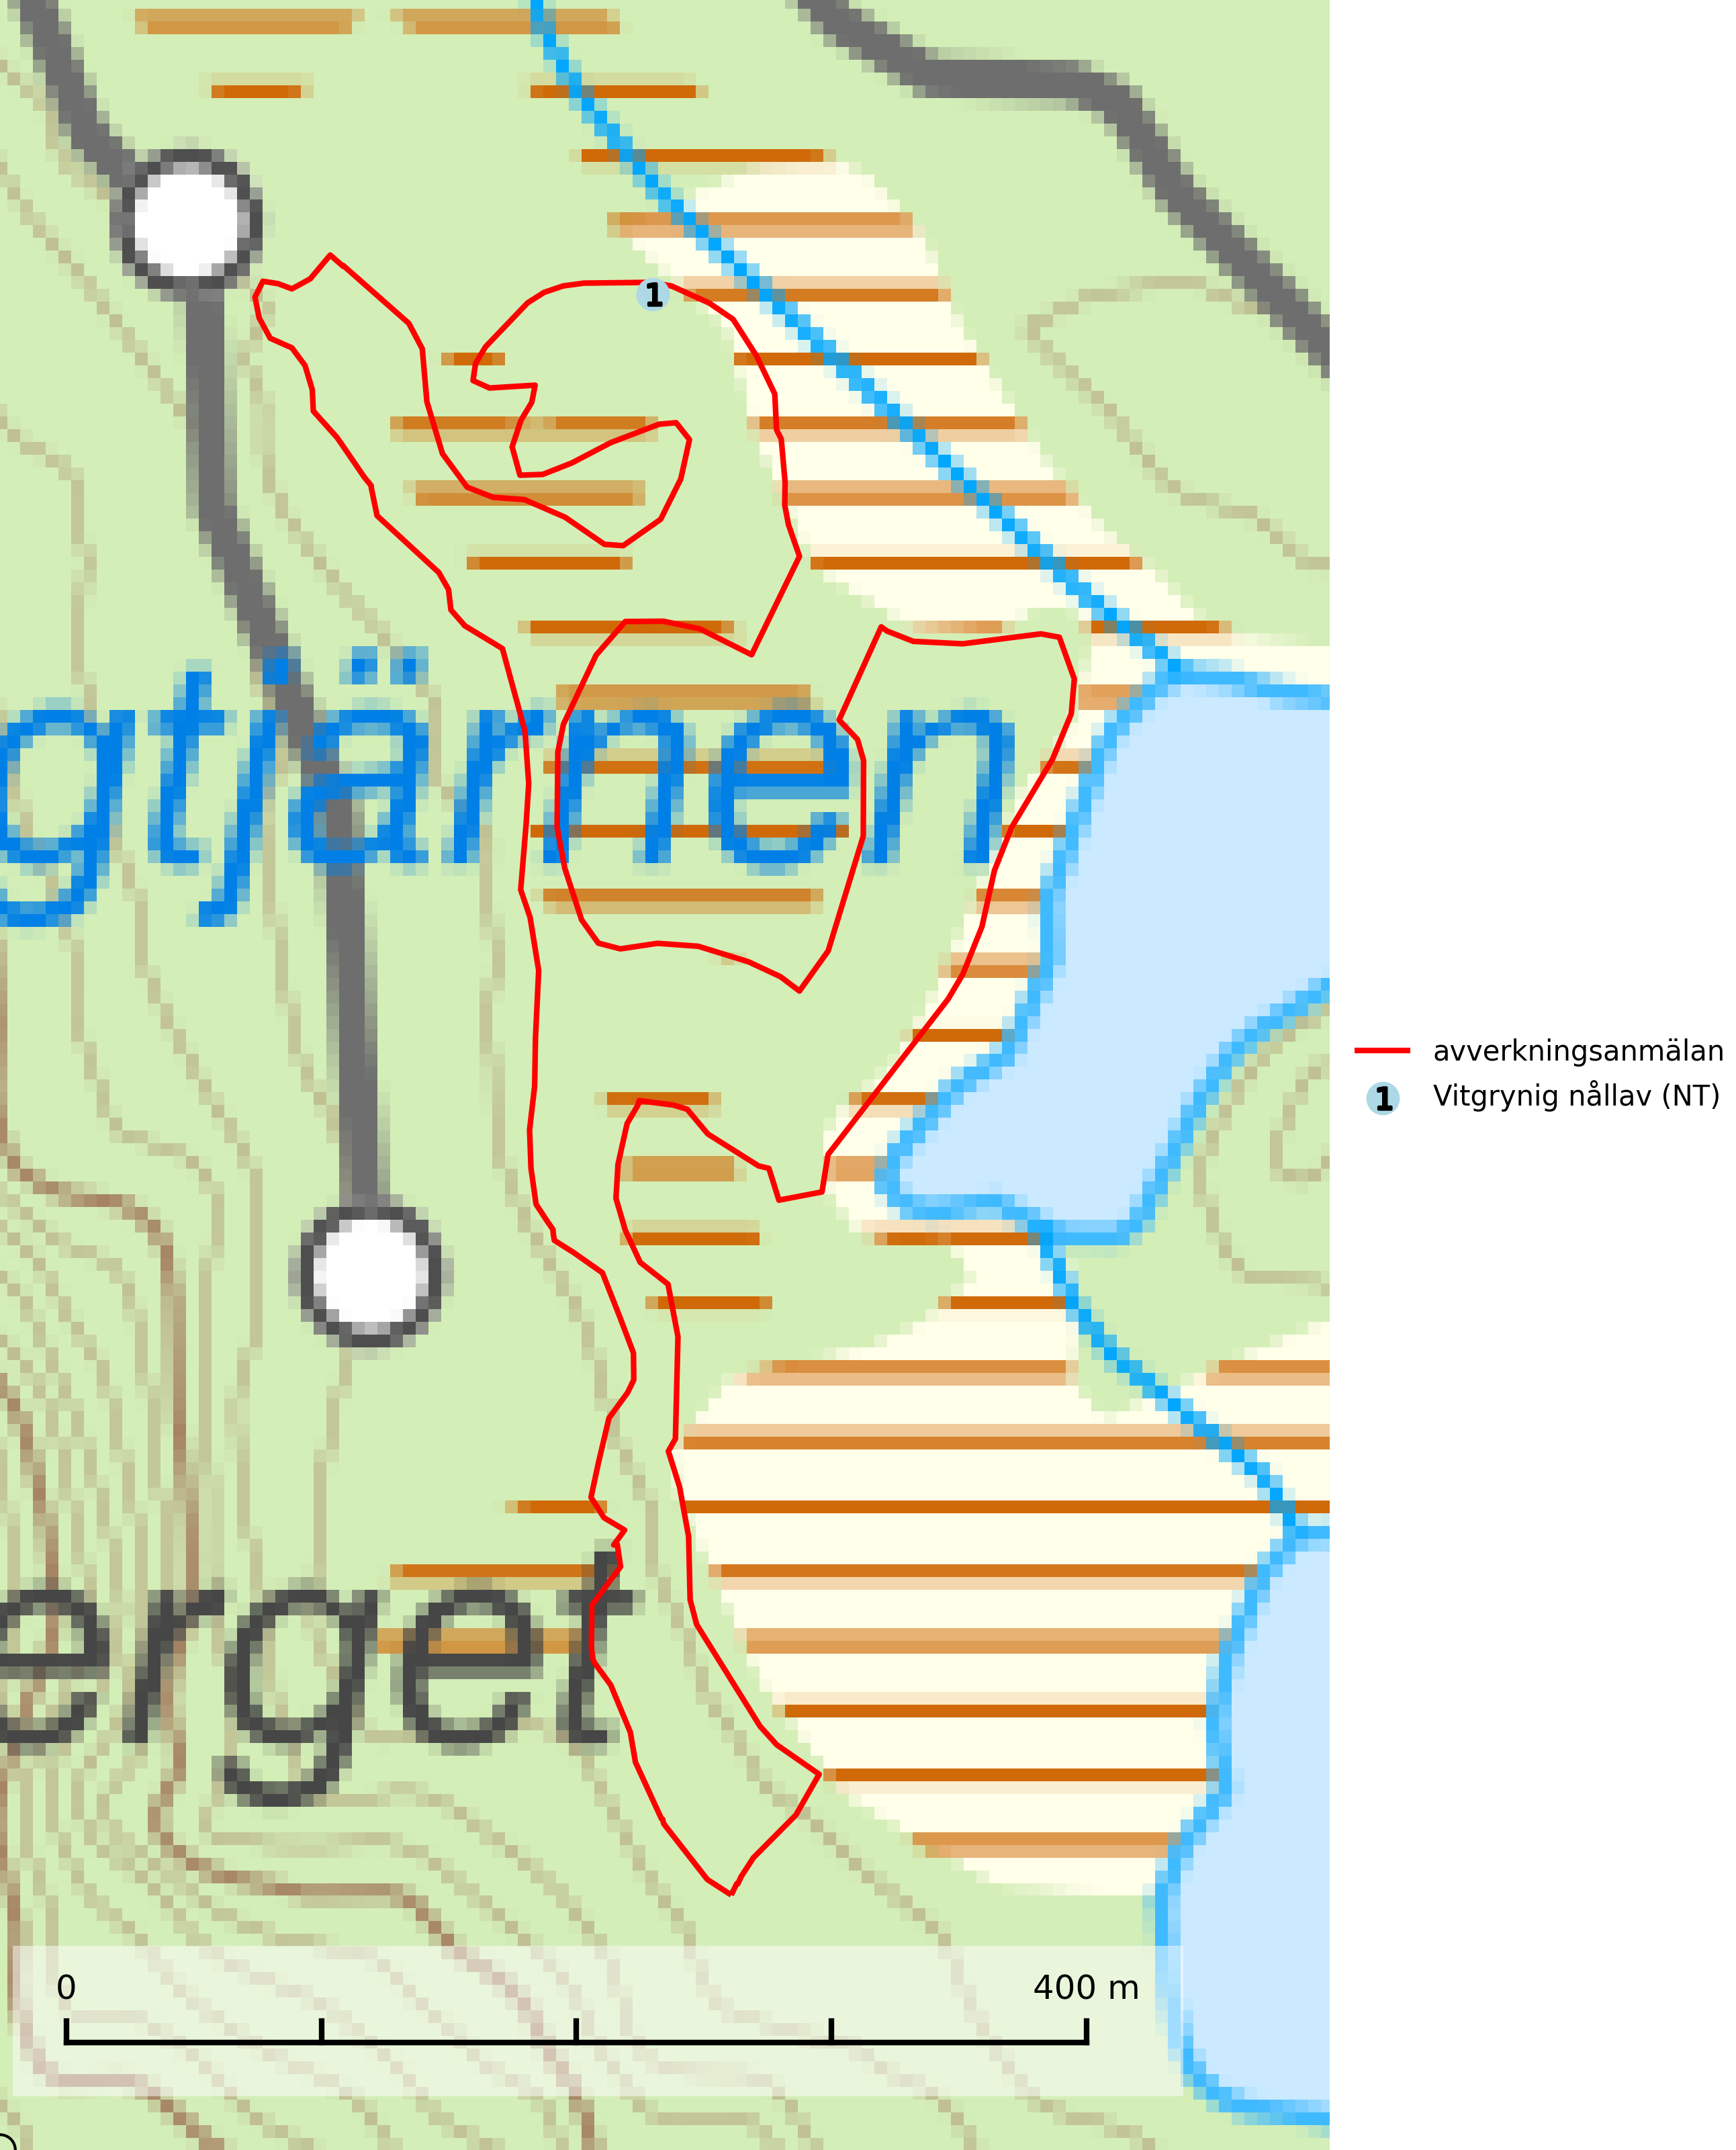 1
gtjärnen
avverkningsanmälan
1 Vitgrynig nållav (NT)
erget
0 400 m